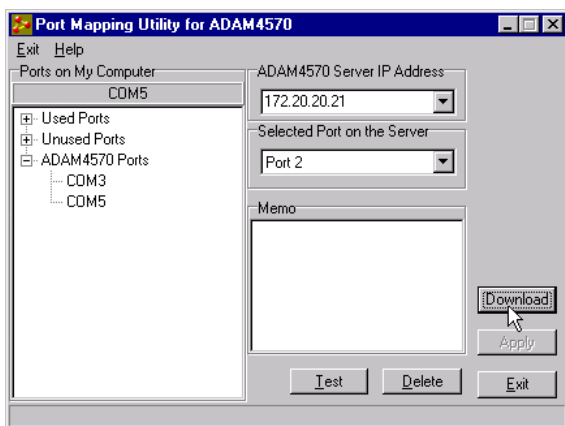 Port Mapping Utility for ADAM4570
Exit Help
Ports on My Computer
COM5
Used Ports
Unused Ports
ADAM4570 Ports
COM3
COM5
ADAM4570 Server IP Address
172.20.20.21
Selected Port on the Server
Port 2
Memo
Download
Apply
Test Delete Exit